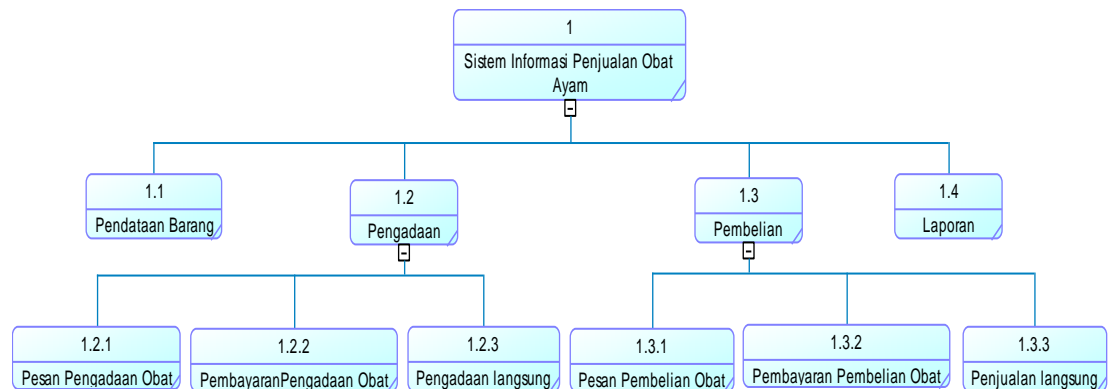 1
Sistem Informasi Penjualan Obat
Ayam
1.1
Pendataan Barang
1.2
Pengadaan
1.3
Pembelian
1.4
Laporan
1.2.1
Pesan Pengadaan Obat
1.2.2
PembayaranPengadaan Obat
1.2.3
Pengadaan langsung
1.3.1
Pesan Pembelian Obat
1.3.2
Pembayaran Pembelian Obat
1.3.3
Penjualan langsung